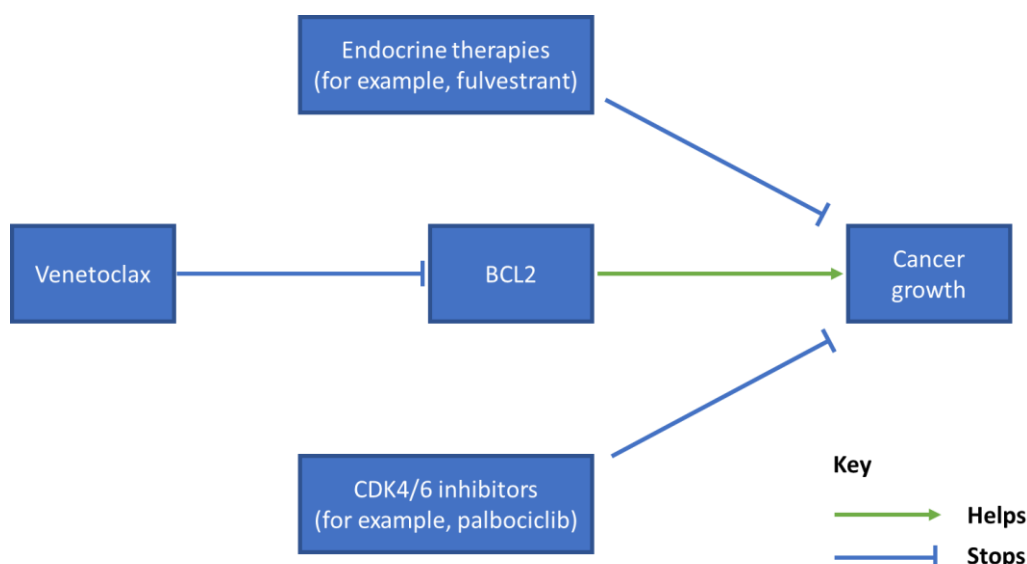 Endocrine therapies
(for example, fulvestrant)
Venetoclax
BCL2
Cancer
growth
CDK4/6 inhibitors
(for example, palbociclib)
Key
Helps
Stops